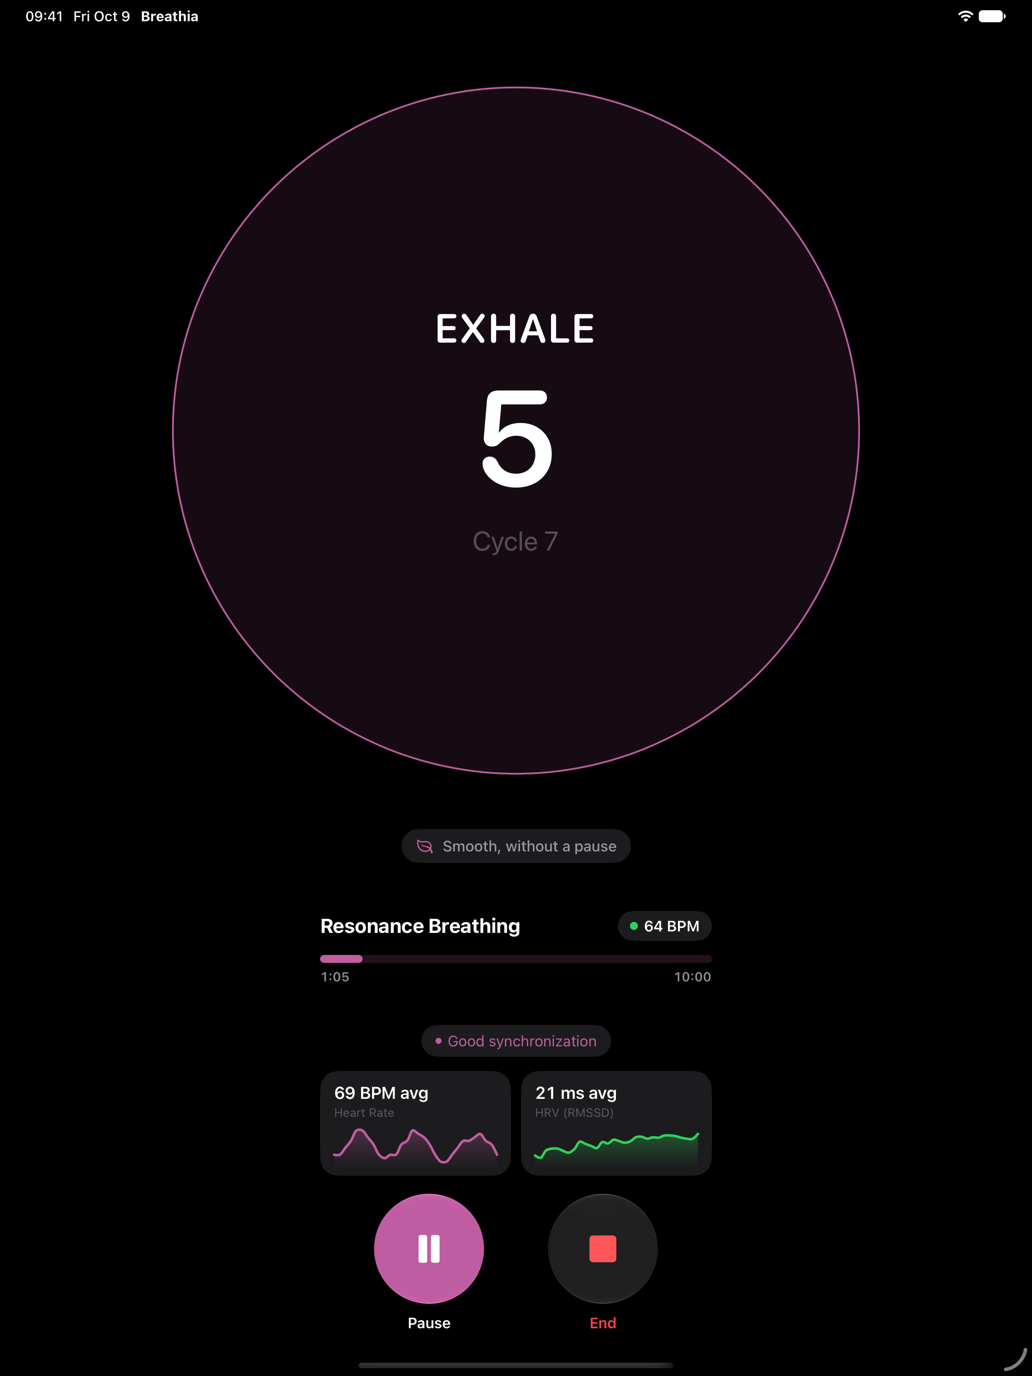 09:41 Fri Oct 9 Breathia
EXHALE
5
Cycle 7
Smooth, without a pause
Resonance Breathing
64 BPM
1:05
10:00
Good synchronization
69 BPM avg
Heart Rate
21 ms avg
HRV (RMSSD)
Pause
End